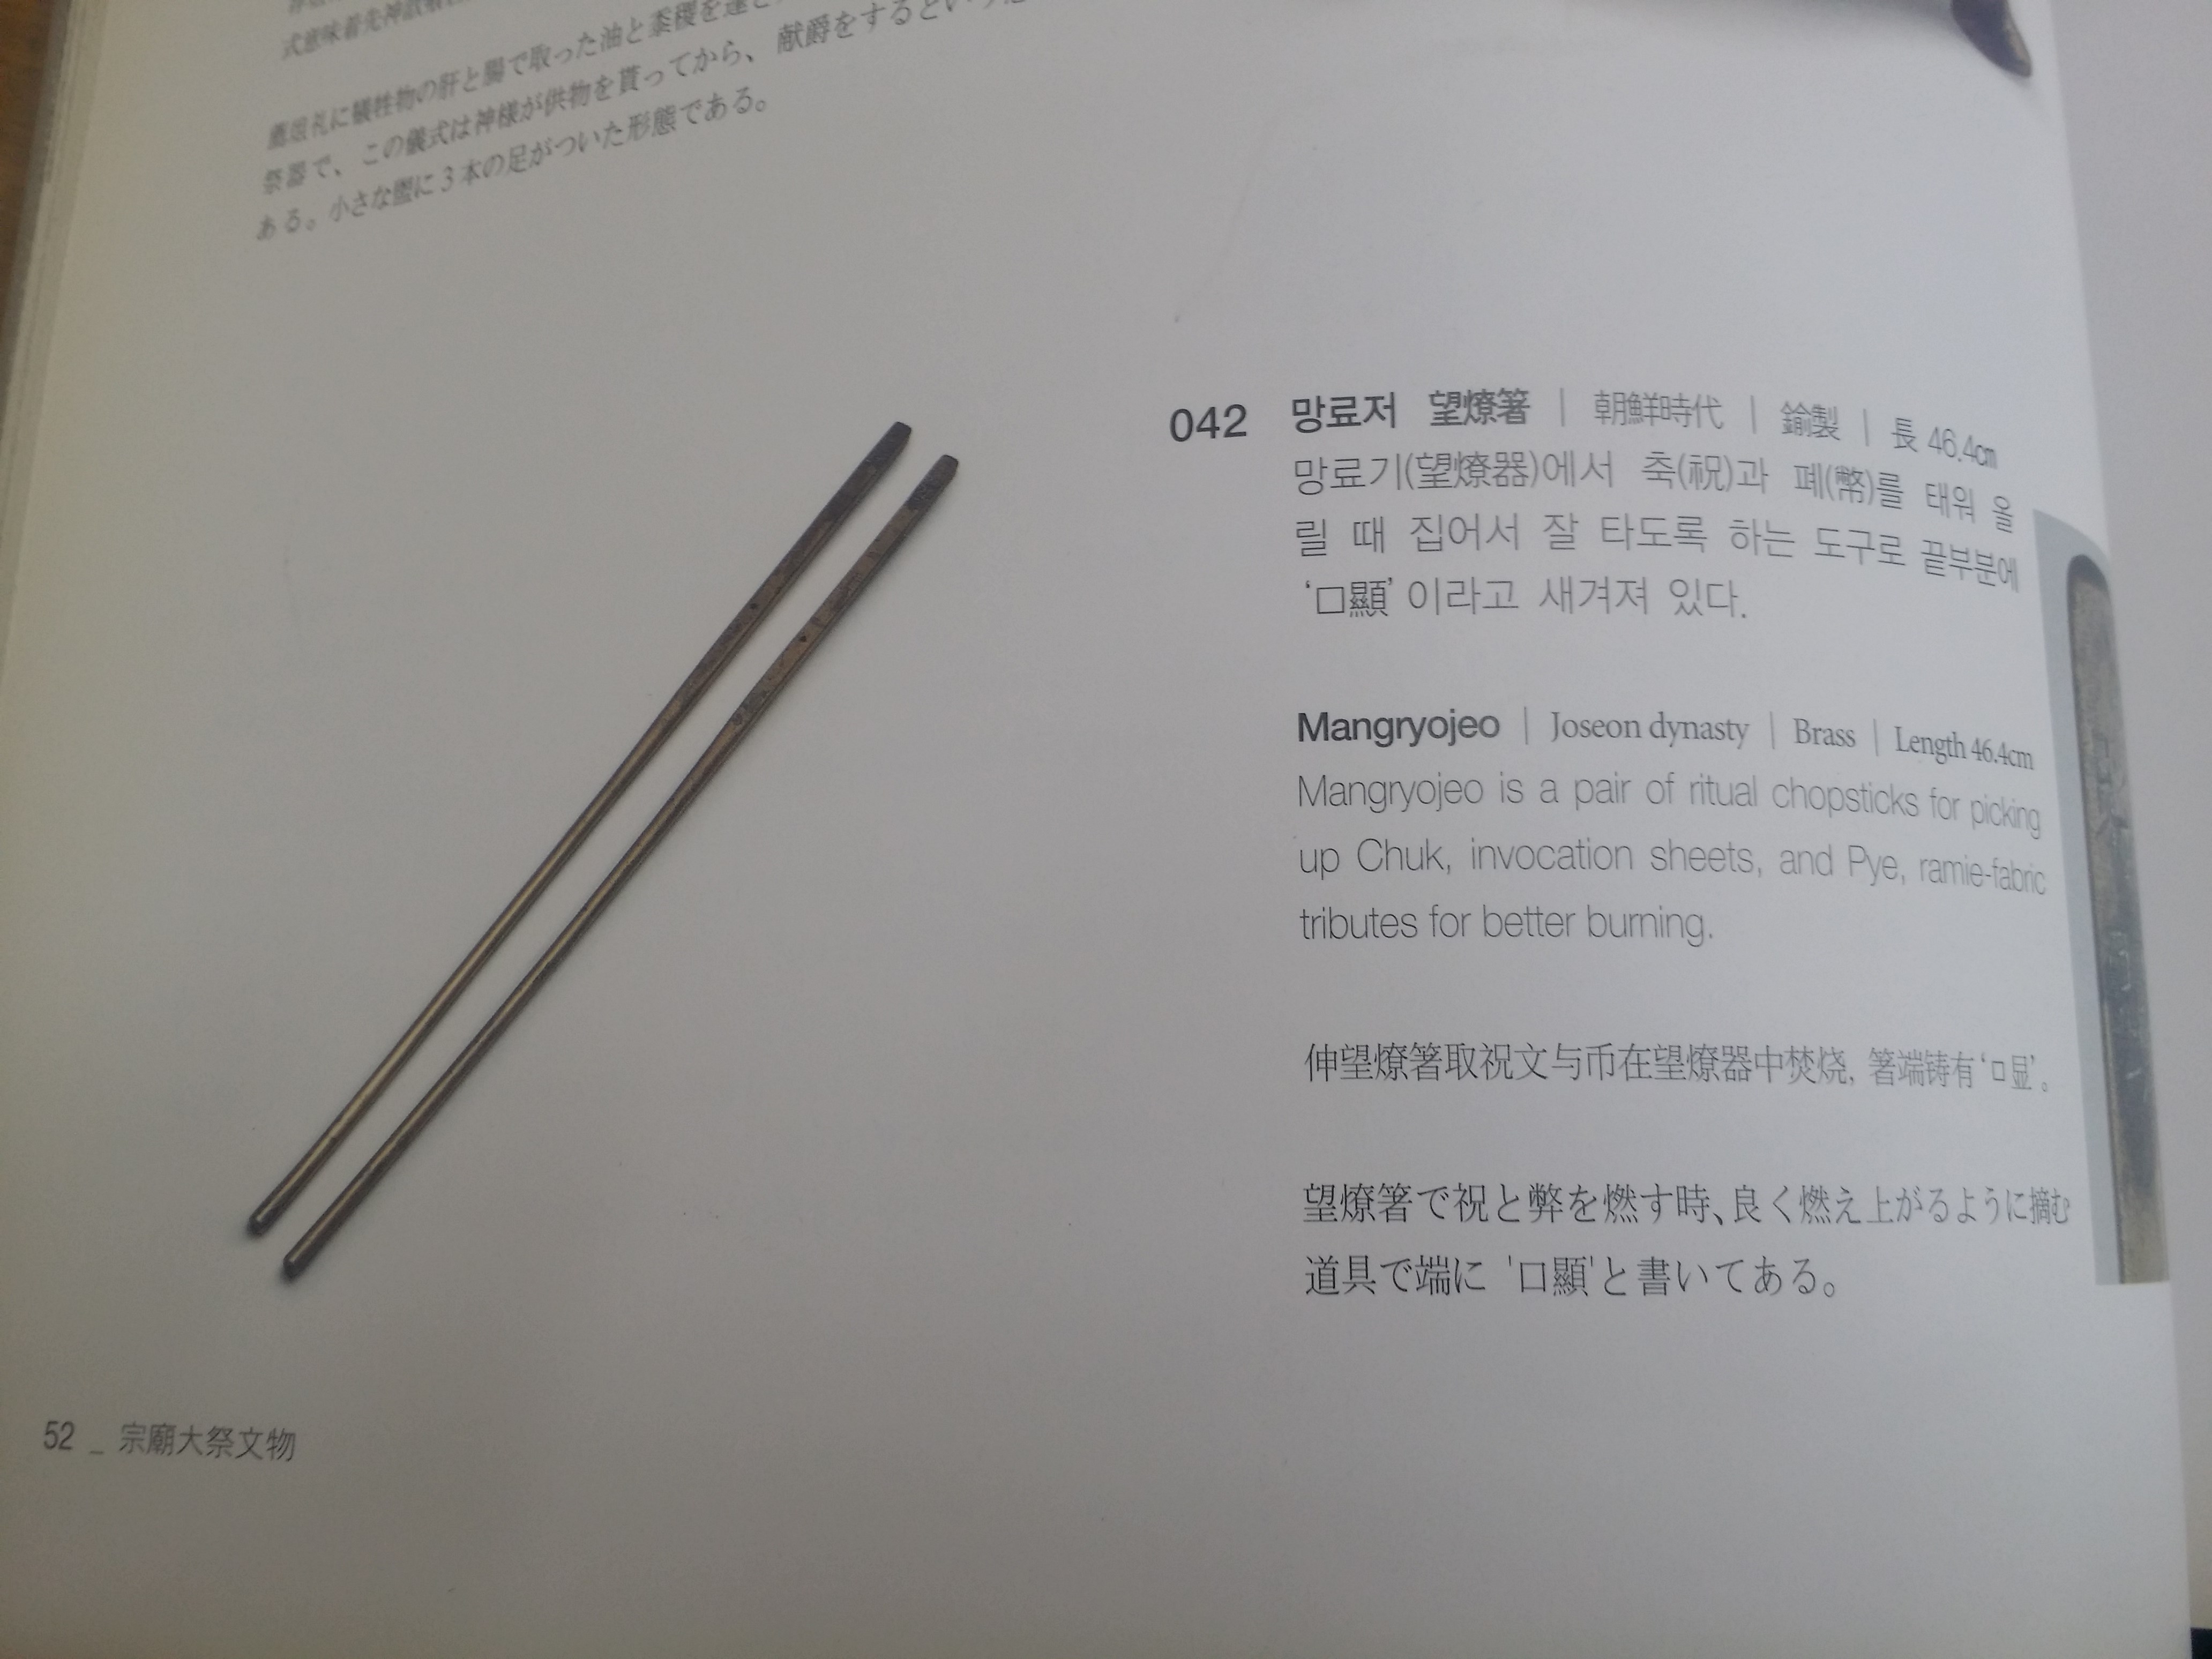 式意味着先神
薦俎礼に犠牲物の肝と腸で取った油と黍稷を
祭器で、この儀式は神様が供物を貰ってから、献爵をするという
ある。小さな盥に3本の足がついた形態である。
042 망료저 望燎箸 | 朝鮮時代 | 鍮製 | 長 46.4㎝
망료기(望燎器)에서 축(祝)과 폐(幣)를 태워 올
릴 때 집어서 잘 타도록 하는 도구로 끝부분에
‘口顯’이라고 새겨져 있다.
Mangryojeo | Joseon dynasty | Brass | Length 46.4cm
Mangryojeo is a pair of ritual chopsticks for picking
up Chuk, invocation sheets, and Pye, ramie-fabric
tributes for better burning.
伸望燎箸取祝文与币在望燎器中焚烧, 箸端铸有‘口显’。
望燎箸で祝と弊を燃す時、良く燃え上がるように摘む
道具で端に '口顯'と書いてある。
52 _ 宗廟大祭文物